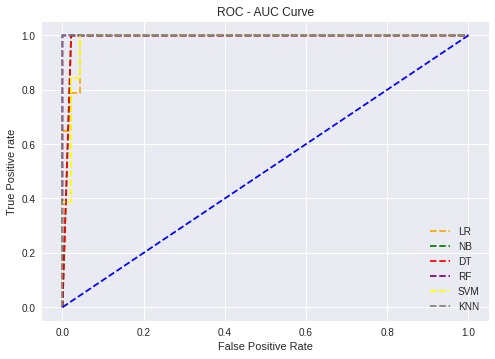 ROC - AUC Curve
True Positive rate
1.0
0.8
0.6
0.4
0.2
0.0
0.0 0.2 0.4 0.6 0.8 1.0
False Positive Rate
LR
NB
DT
RF
SVM
KNN